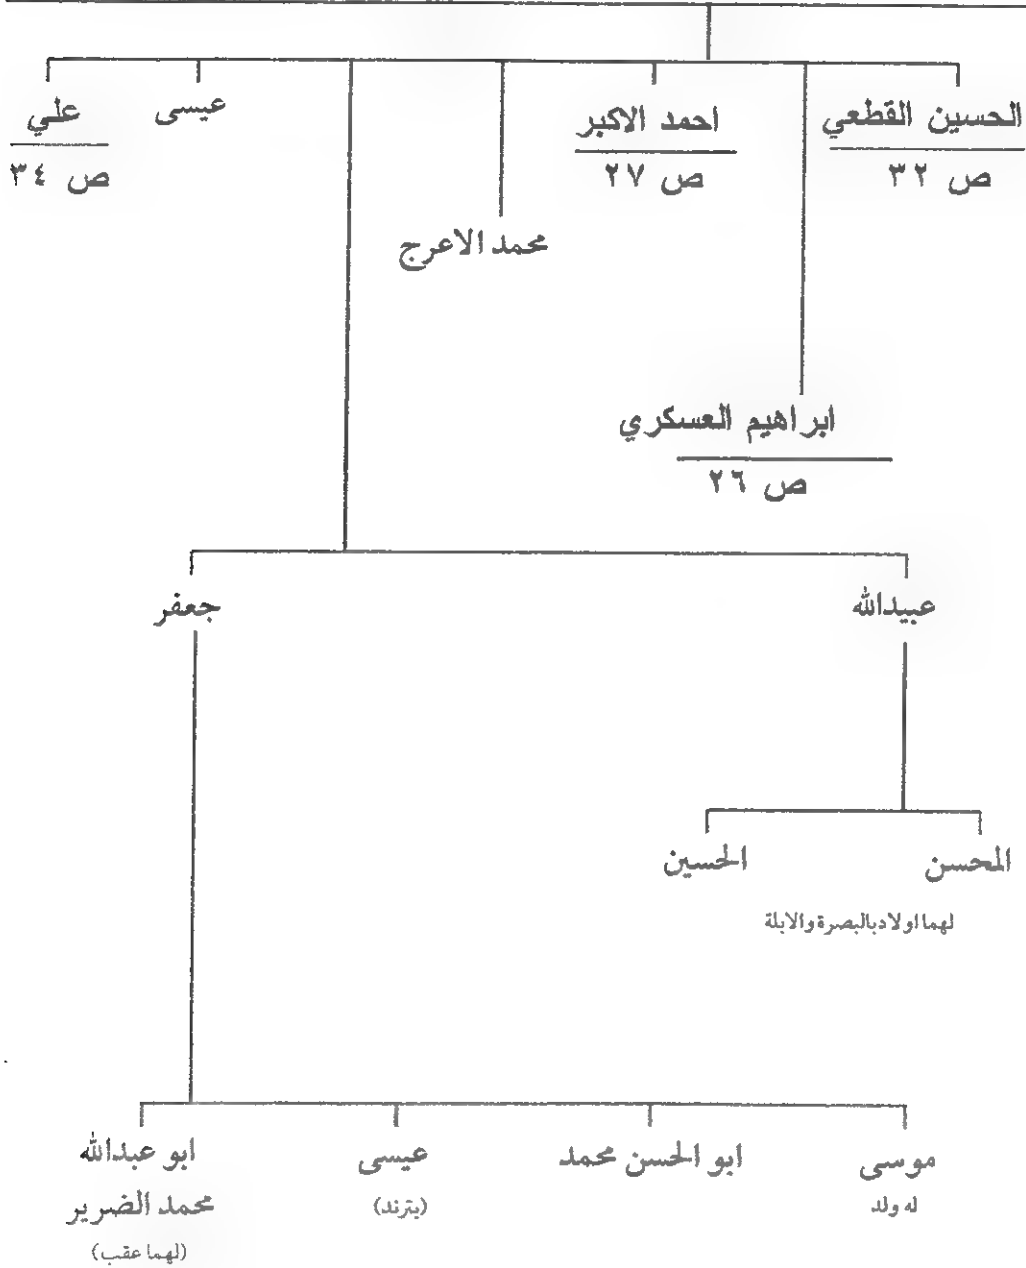 الحسين القطعي
ص ٣٢
احمد الاكبر
ص ٢٧
عيسى
علي
ص ٣٤
محمد الاعرج
ابراهيم العسكري
ص ٢٦
عبيدالله
جعفر
المحسن
الحسين
لهما اولاد بالبصرة والابلة
موسى
له ولد
ابو الحسن محمد
عيسى
(بترند)
ابو عبدالله
محمد الضرير
(لهما عقب)